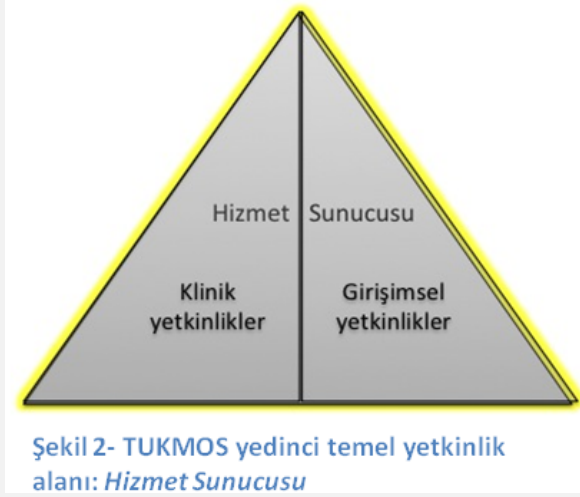 Hizmet Sunucusu
Klinik
yetkinlikler
Girişimsel
yetkinlikler
Şekil 2- TUKMOS yedinci temel yetkinlik
alanı: Hizmet Sunucusu